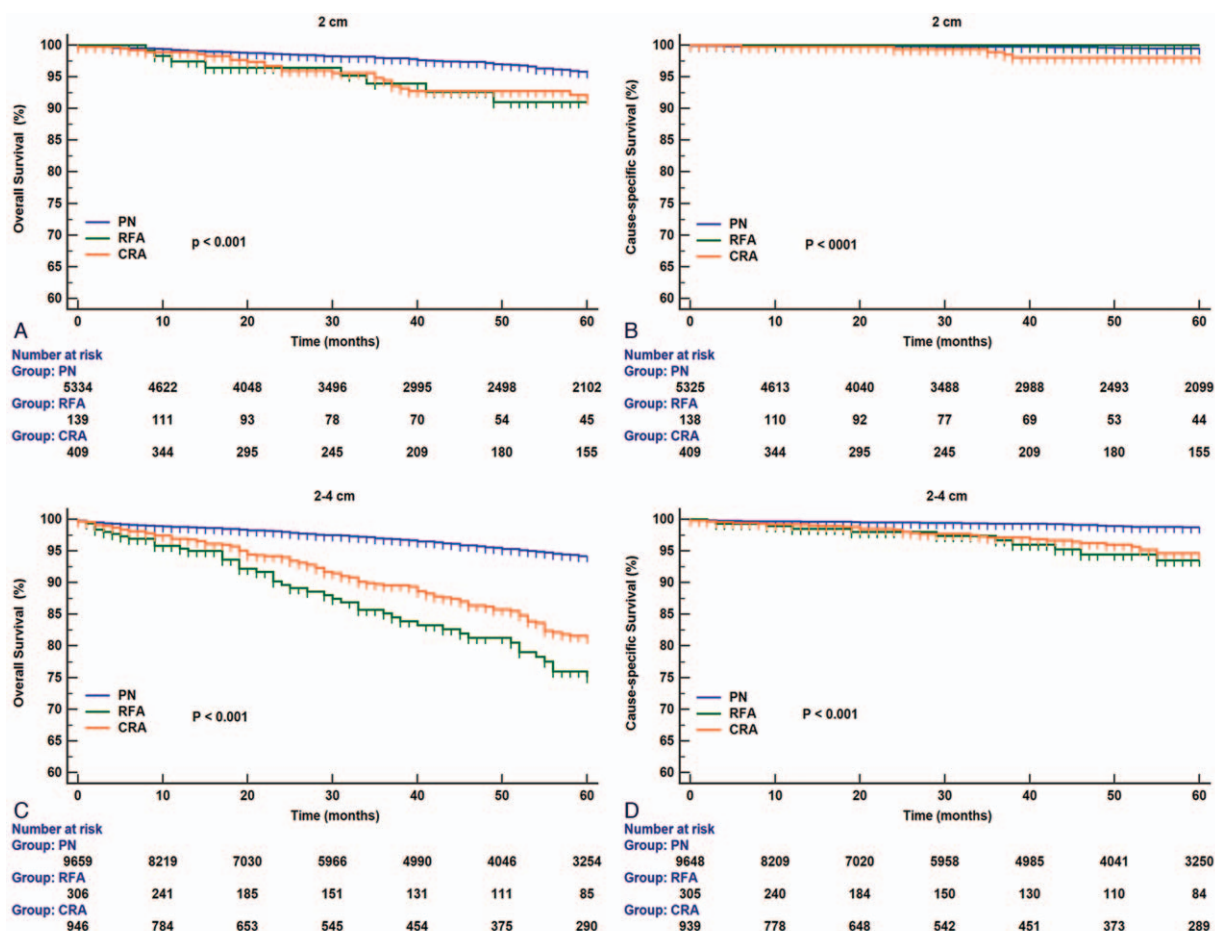 2 cm
Overall Survival (%)
100
95
90
85
80
75
70
65
60
PN
RFA
CRA
p < 0.001
0 10 20 30 40 50 60
Time (months)
A
Number at risk
Group: PN
5334 4622 4048 3496 2995 2498 2102
Group: RFA
139 111 93 78 70 54 45
Group: CRA
409 344 295 245 209 180 155
2 cm
Cause-specific Survival (%)
100
95
90
85
80
75
70
65
60
PN
RFA
CRA
P < 0001
0 10 20 30 40 50 60
Time (months)
B
Number at risk
Group: PN
5325 4613 4040 3488 2988 2493 2099
Group: RFA
138 110 92 77 69 53 44
Group: CRA
409 344 295 245 209 180 155
2-4 cm
Overall Survival (%)
100
95
90
85
80
75
70
65
60
PN
RFA
CRA
P < 0.001
0 10 20 30 40 50 60
Time (months)
C
Number at risk
Group: PN
9659 8219 7030 5966 4990 4046 3254
Group: RFA
306 241 185 151 131 111 85
Group: CRA
946 784 653 545 454 375 290
2-4 cm
Cause-specific Survival (%)
100
95
90
85
80
75
70
65
60
PN
RFA
CRA
P < 0.001
0 10 20 30 40 50 60
Time (months)
D
Number at risk
Group: PN
9648 8209 7020 5958 4985 4041 3250
Group: RFA
305 240 184 150 130 110 84
Group: CRA
939 778 648 542 451 373 289